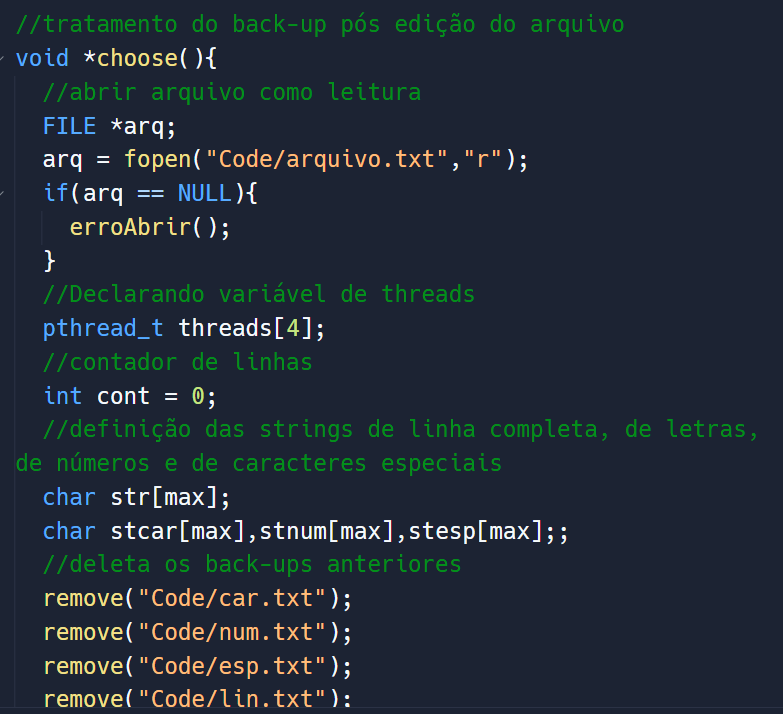 //tratamento do back-up pós edição do arquivo
void *choose(){
//abrir arquivo como leitura
FILE *arq;
arq = fopen("Code/arquivo.txt","r");
if(arq == NULL){
erroAbrir();
}
//Declarando variável de threads
pthread_t threads[4];
//contador de linhas
int cont = 0;
//definição das strings de linha completa, de letras,
de números e de caracteres especiais
char str[max];
char stcar[max],stnum[max],stesp[max];;
//deleta os back-ups anteriores
remove("Code/car.txt");
remove("Code/num.txt");
remove("Code/esp.txt");
remove("Code/lin.txt");